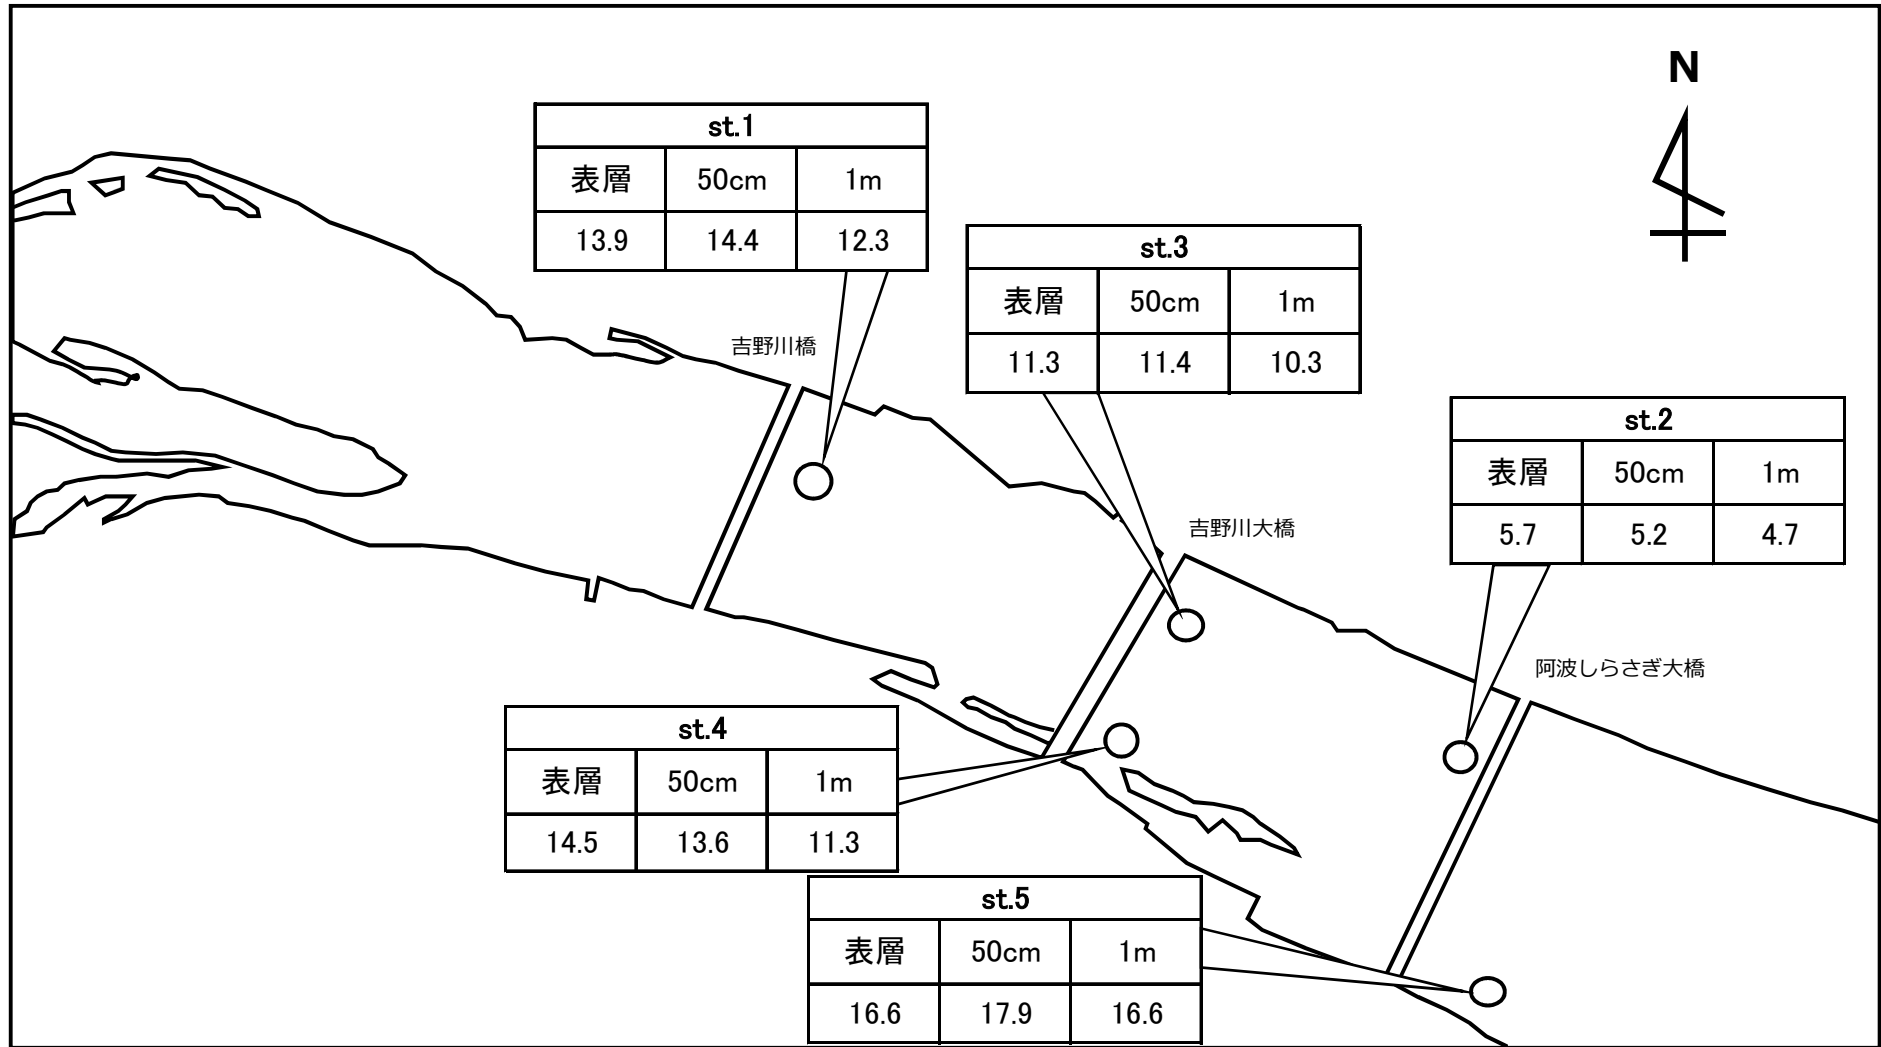 N
st.1
表層 50cm 1m
13.9 14.4 12.3
st.3
表層 50cm 1m
11.3 11.4 10.3
吉野川橋
st.2
表層 50cm 1m
5.7 5.2 4.7
吉野川大橋
阿波しらさぎ大橋
st.4
表層 50cm 1m
14.5 13.6 11.3
st.5
表層 50cm 1m
16.6 17.9 16.6